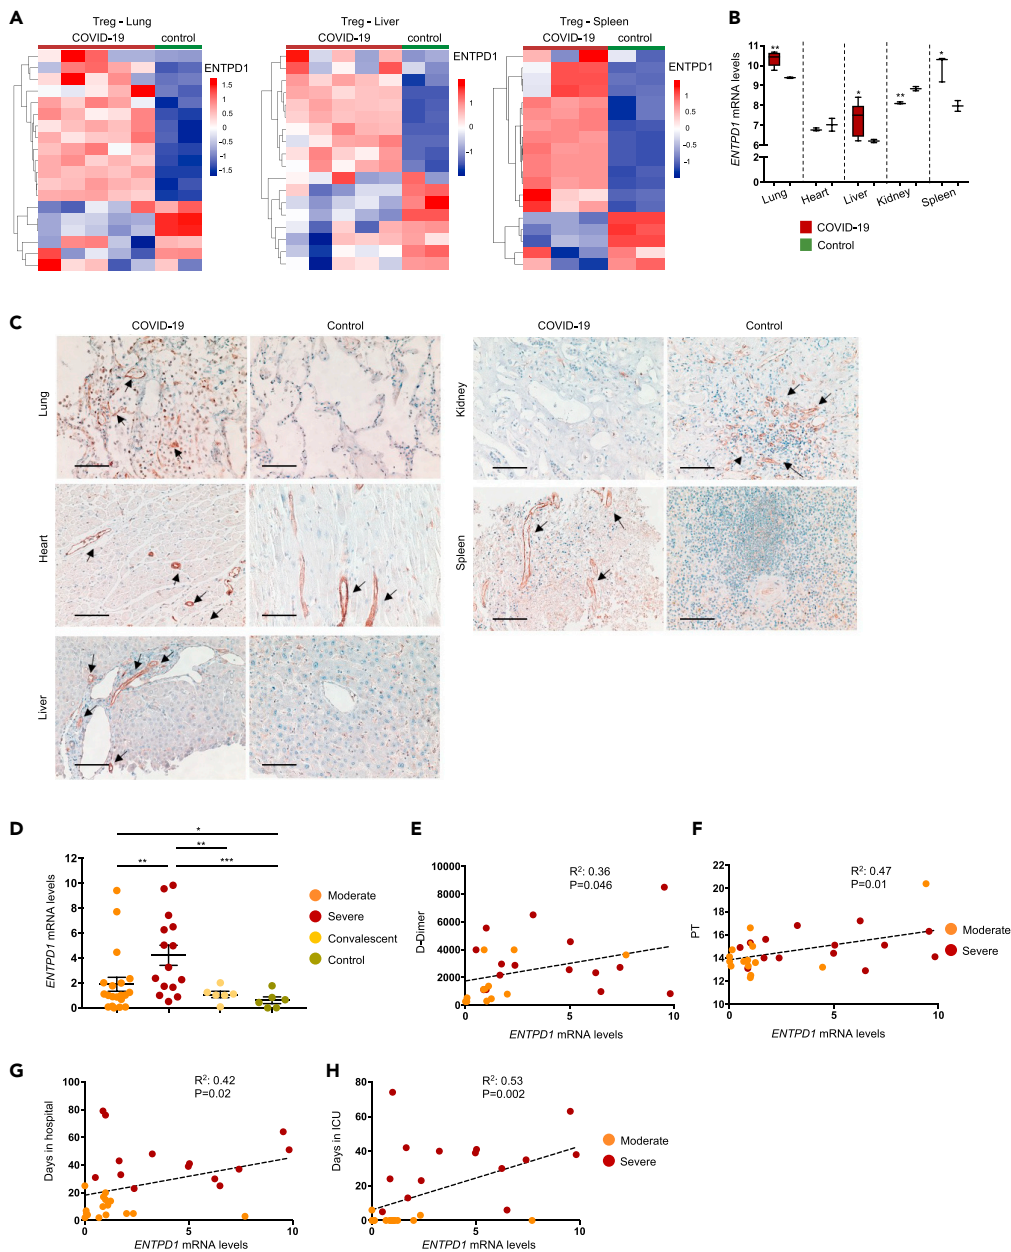 A
Treg - Lung
COVID-19 control
ENTPD1
1.5
1
0.5
0
−0.5
−1
−1.5
Treg - Liver
COVID-19 control
ENTPD1
1
0
−1
Treg - Spleen
COVID-19 control
ENTPD1
1
0.5
0
-0.5
−1
B
ENTPD1 mRNA levels
11
10
9
8
7
6
2
0
** * ** *
Lung Heart Liver Kidney Spleen
COVID-19
Control
C
COVID-19 Control
Lung
Heart
Liver
COVID-19 Control
Kidney
Spleen
D
ENTPD1 mRNA levels
12
10
8
6
4
2
0
*
**
** ***
Moderate
Severe
Convalescent
Control
E
D-Dimer
10000
8000
6000
4000
2000
0
R2: 0.36
P=0.046
0 5 10
ENTPD1 mRNA levels
F
PT
22
20
18
16
14
12
10
R2: 0.47
P=0.01
0 5 10
ENTPD1 mRNA levels
Moderate
Severe
G
Days in hospital
100
80
60
40
20
0
R2: 0.42
P=0.02
0 5 10
ENTPD1 mRNA levels
H
Days in ICU
80
60
40
20
0
R2: 0.53
P=0.002
0 5 10
ENTPD1 mRNA levels
Moderate
Severe